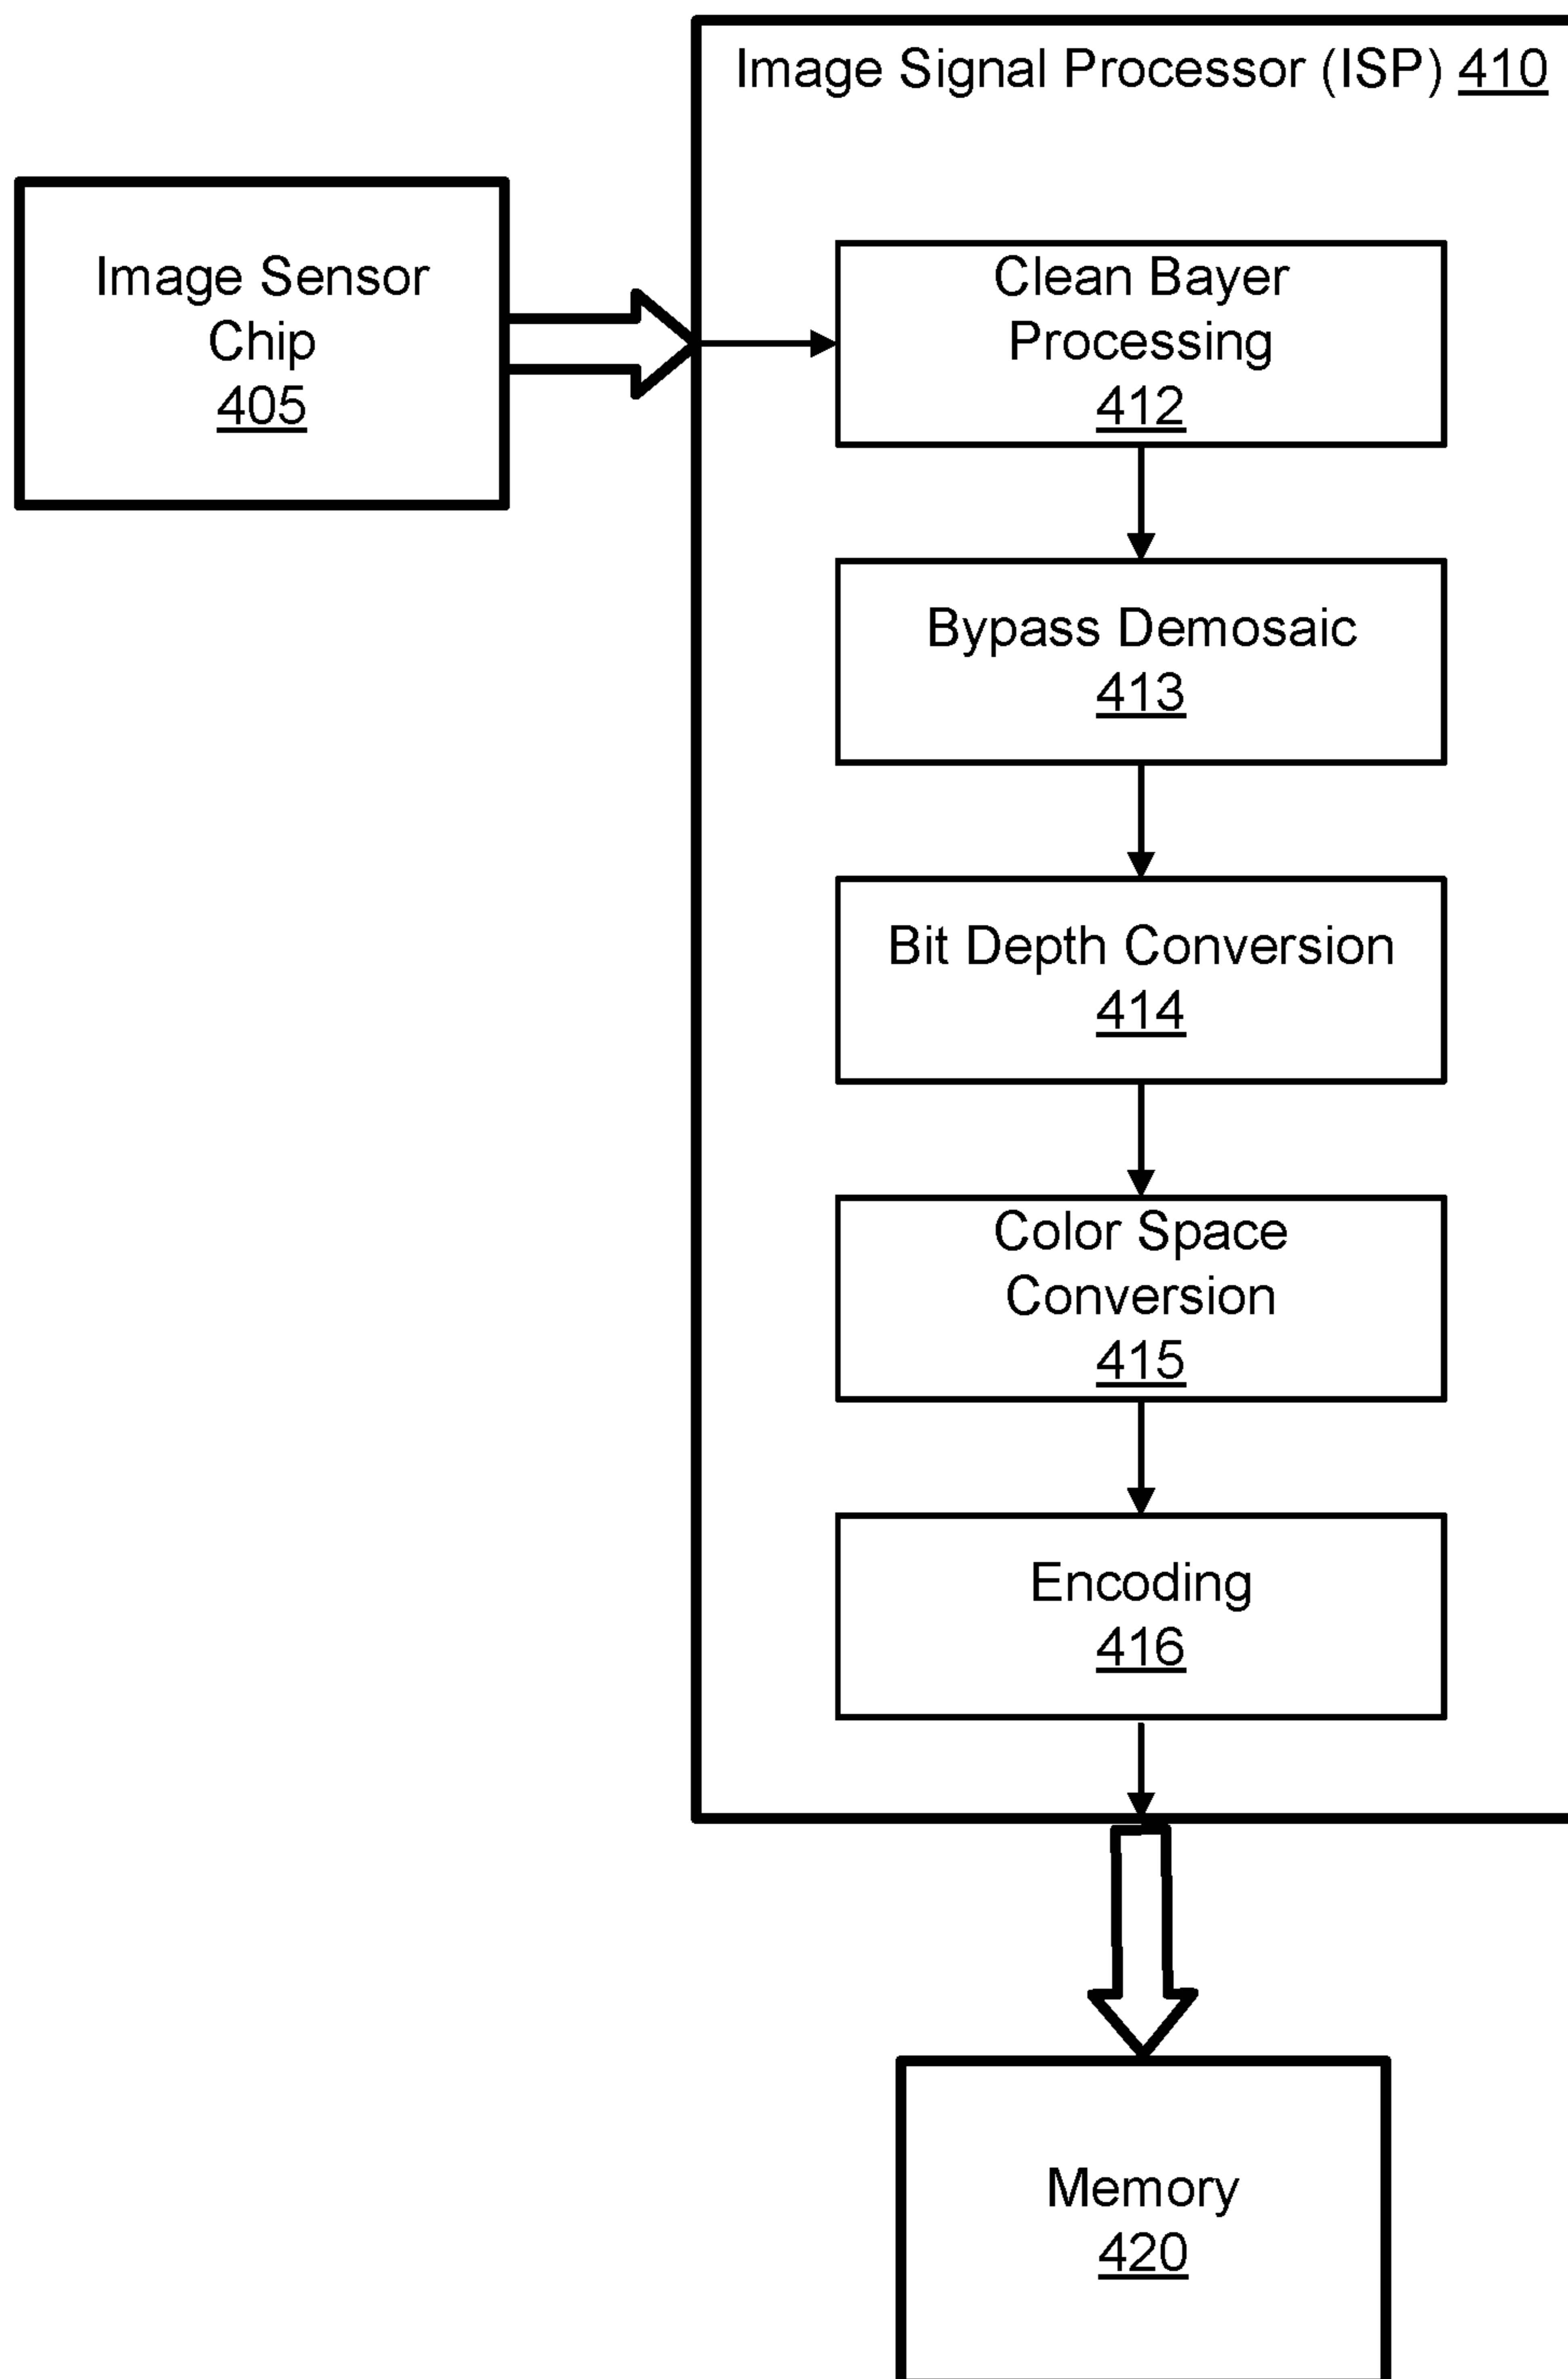 Image Signal Processor (ISP) 410
Image Sensor
Chip
405
Clean Bayer
Processing
412
Bypass Demosaic
413
Bit Depth Conversion
414
Color Space
Conversion
415
Encoding
416
Memory
420